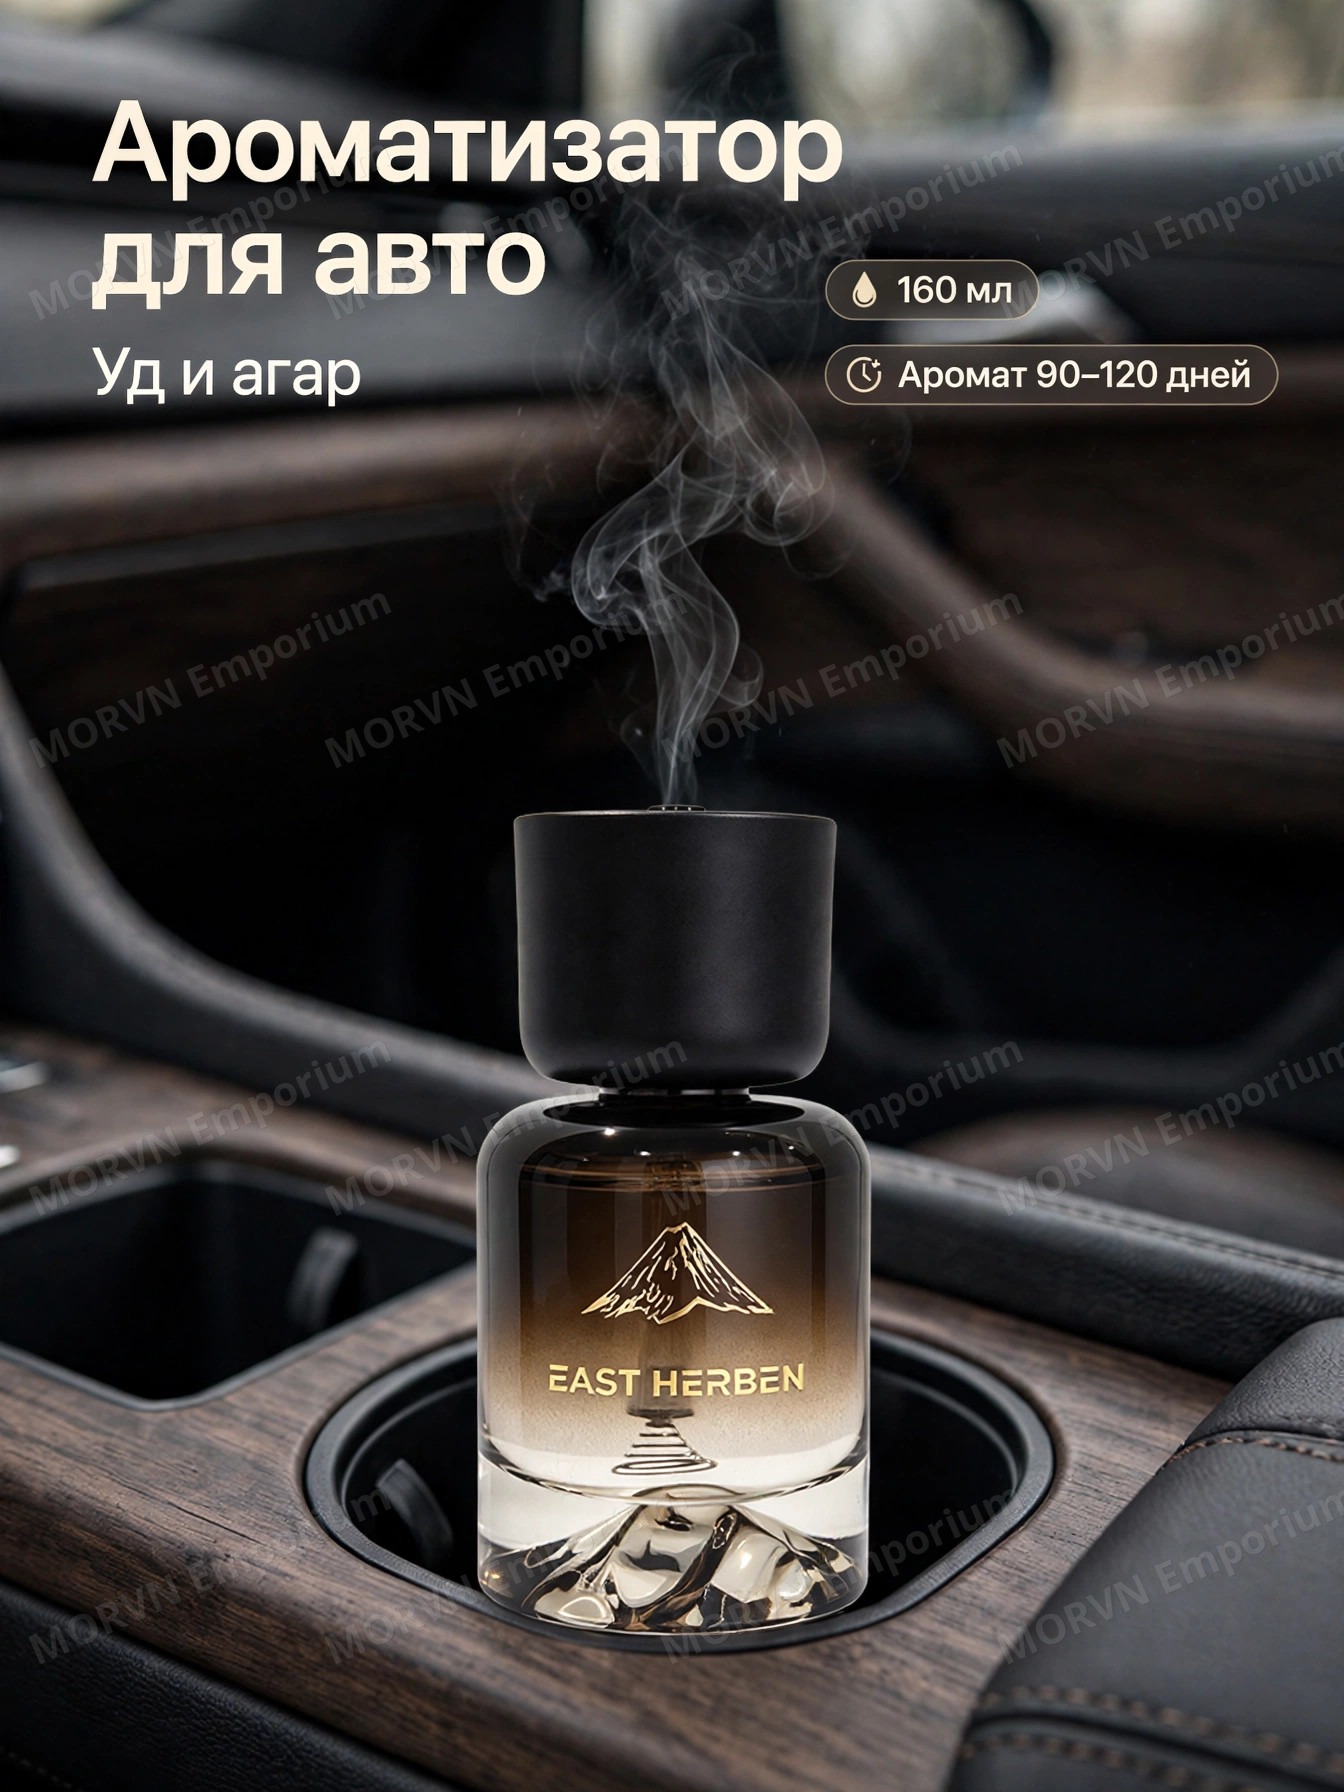 Ароматизатор
для авто
Уд и агар
160 мл
Аромат 90–120 дней
EAST HERBEN
MORVN Emporium